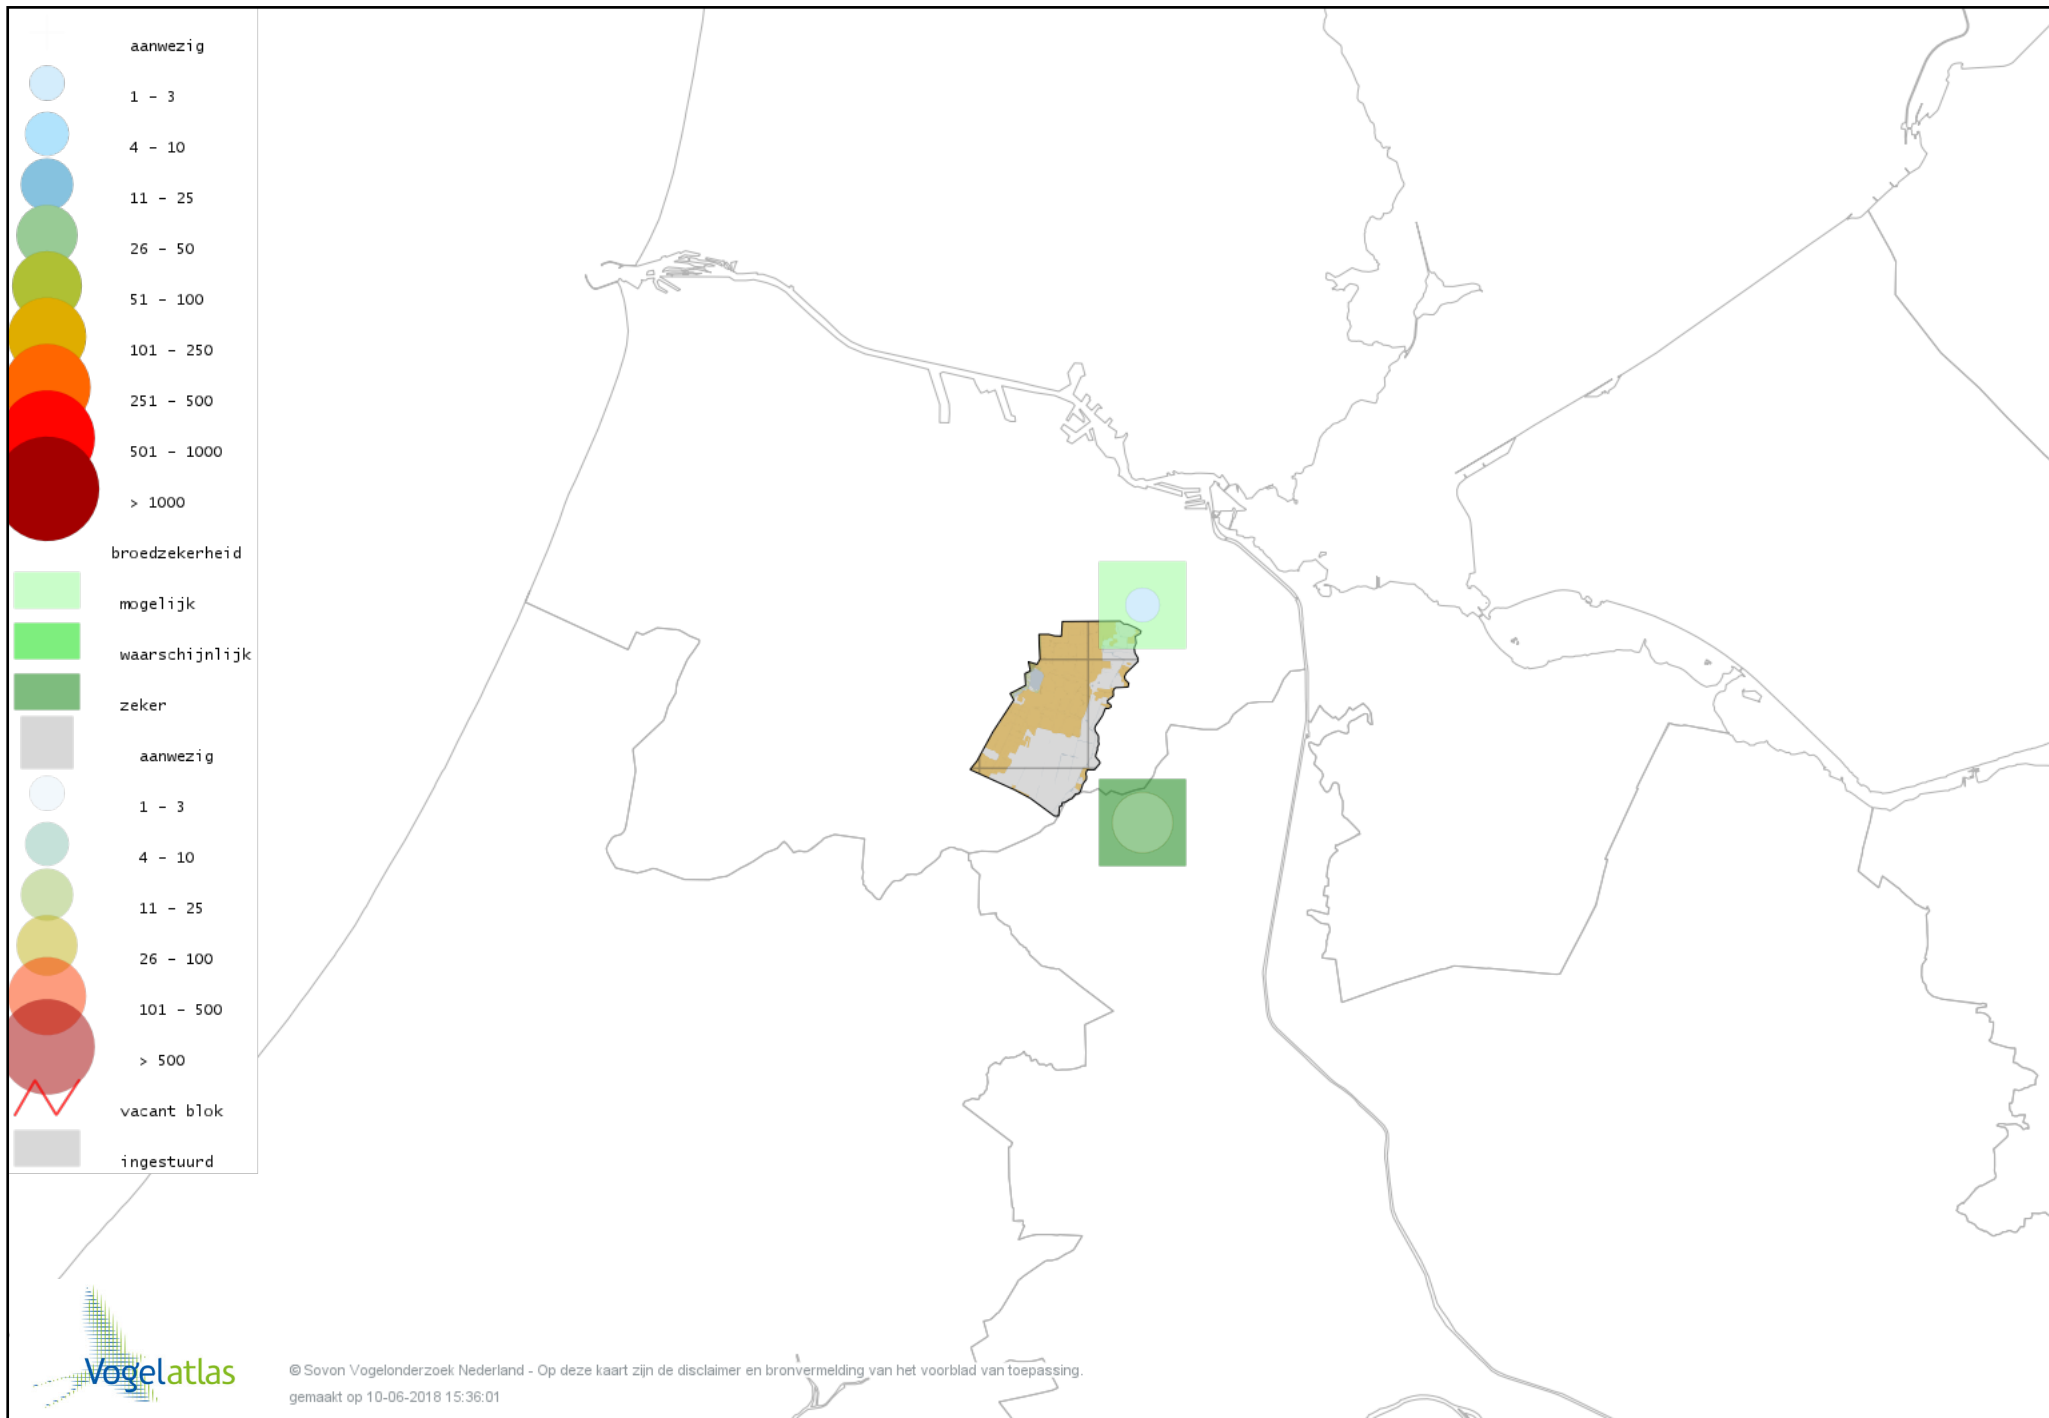 aanwezig
1 - 3
4 - 10
11 - 25
26 - 50
51 - 100
101 - 250
251 - 500
501 - 1000
> 1000
broedzekerheid
mogelijk
waarschijnlijk
zeker
aanwezig
1 - 3
4 - 10
11 - 25
26 - 100
101 - 500
> 500
vacant blok
ingestuurd
Vogelatlas
© Sovon Vogelonderzoek Nederland - Op deze kaart zijn de disclaimer en bronvermelding van het voorblad van toepassing.
gemaakt op 10-06-2018 15:36:01